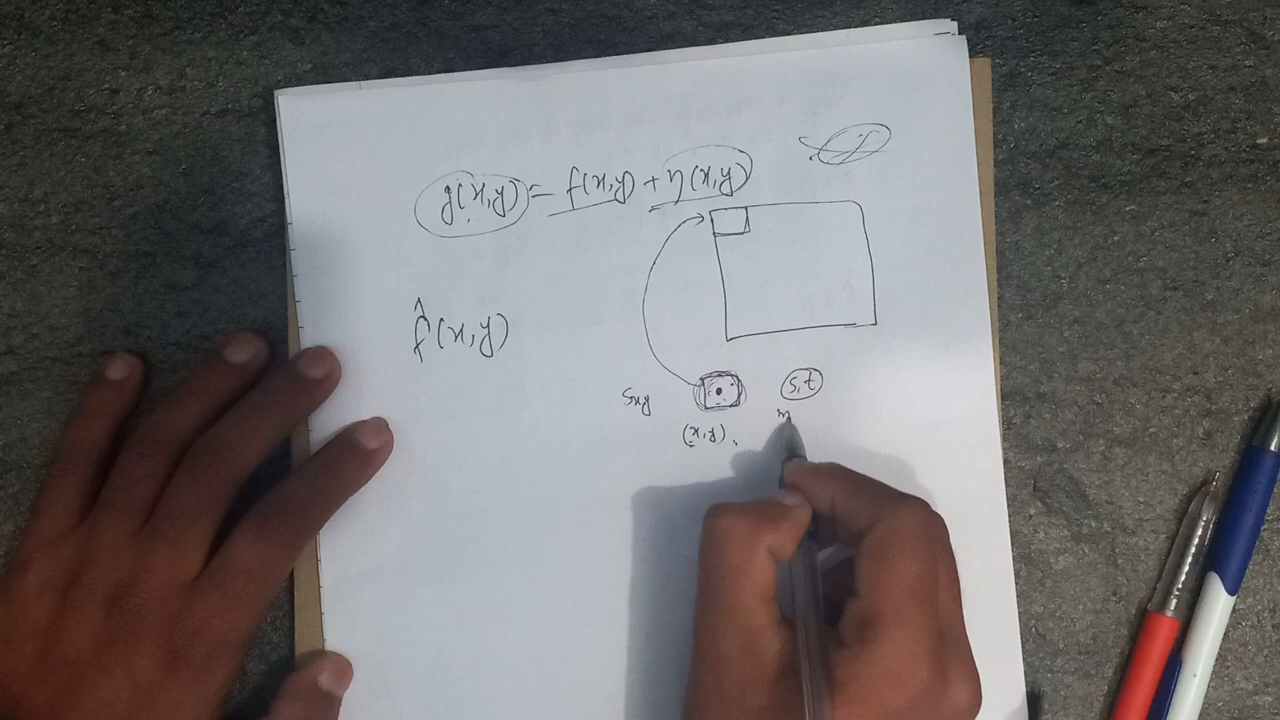 g(x,y) = f(x,y) + η(x,y)
f̂(x,y)
Sxy
s,t
(x,y)
m